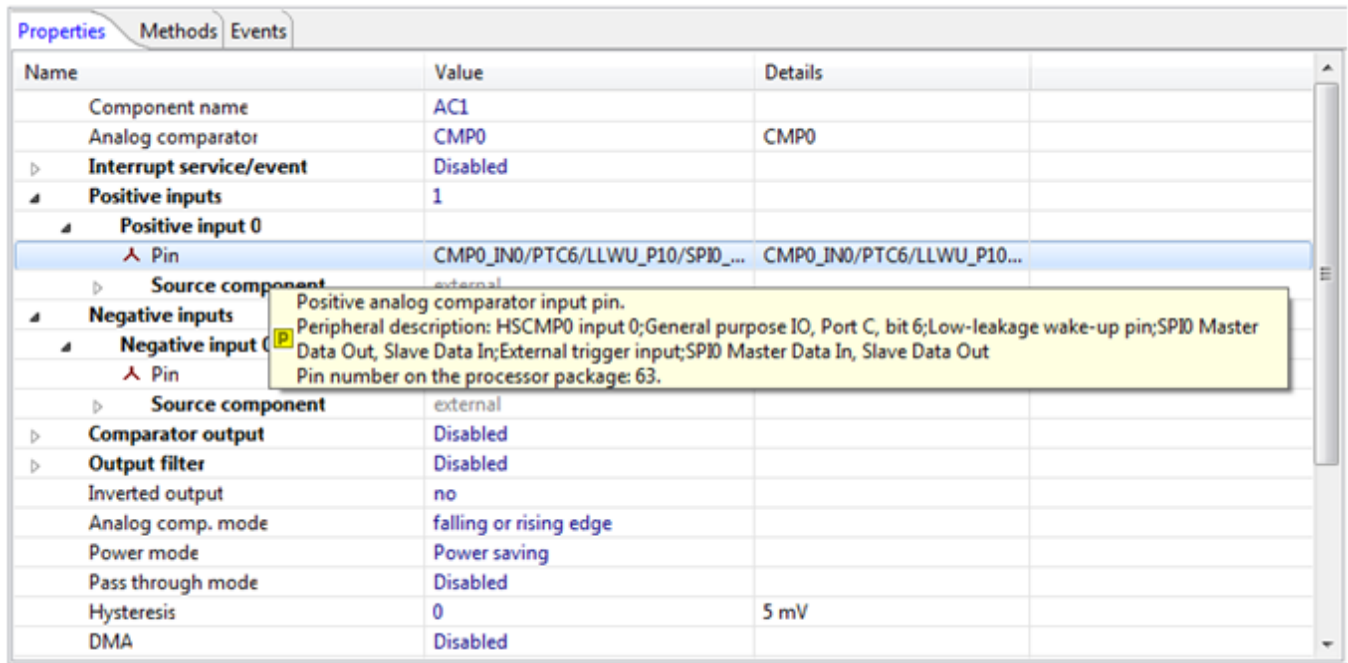 Properties Methods Events
Name Value Details
Component name AC1
Analog comparator CMP0 CMP0
Interrupt service/event Disabled
Positive inputs 1
Positive input 0
Pin CMP0_IN0/PTC6/LLWU_P10/SPI0_... CMP0_IN0/PTC6/LLWU_P10...
Source component external
Positive analog comparator input pin.
Negative inputs
P Peripheral description: HSCMP0 input 0;General purpose IO, Port C, bit 6;Low-leakage wake-up pin;SPI0 Master
Negative input 0
Data Out, Slave Data In;External trigger input;SPI0 Master Data In, Slave Data Out
Pin
Pin number on the processor package: 63.
Source component external
Comparator output Disabled
Output filter Disabled
Inverted output no
Analog comp. mode falling or rising edge
Power mode Power saving
Pass through mode Disabled
Hysteresis 0 5 mV
DMA Disabled